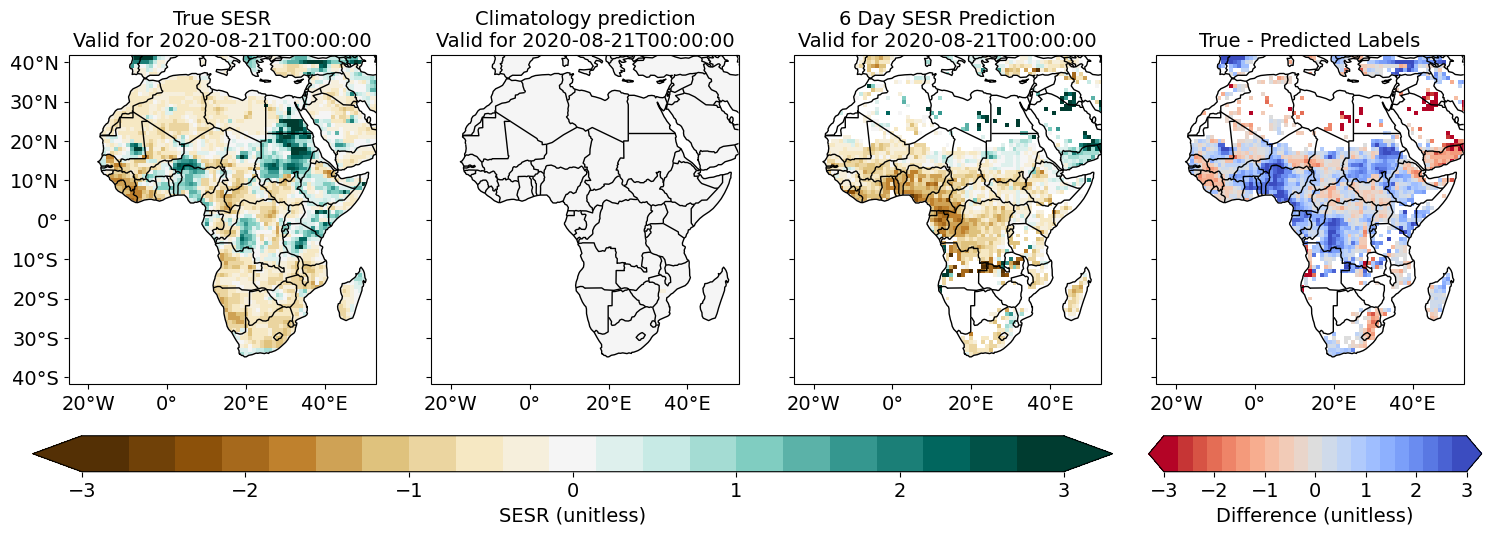 True SESR
Valid for 2020-08-21T00:00:00
Climatology prediction
Valid for 2020-08-21T00:00:00
6 Day SESR Prediction
Valid for 2020-08-21T00:00:00
True - Predicted Labels
40°N
30°N
20°N
10°N
0°
10°S
20°S
30°S
40°S
20°W 0° 20°E 40°E
20°W 0° 20°E 40°E
20°W 0° 20°E 40°E
20°W 0° 20°E 40°E
−3 −2 −1 0 1 2 3
SESR (unitless)
−3 −2 −1 0 1 2 3
Difference (unitless)